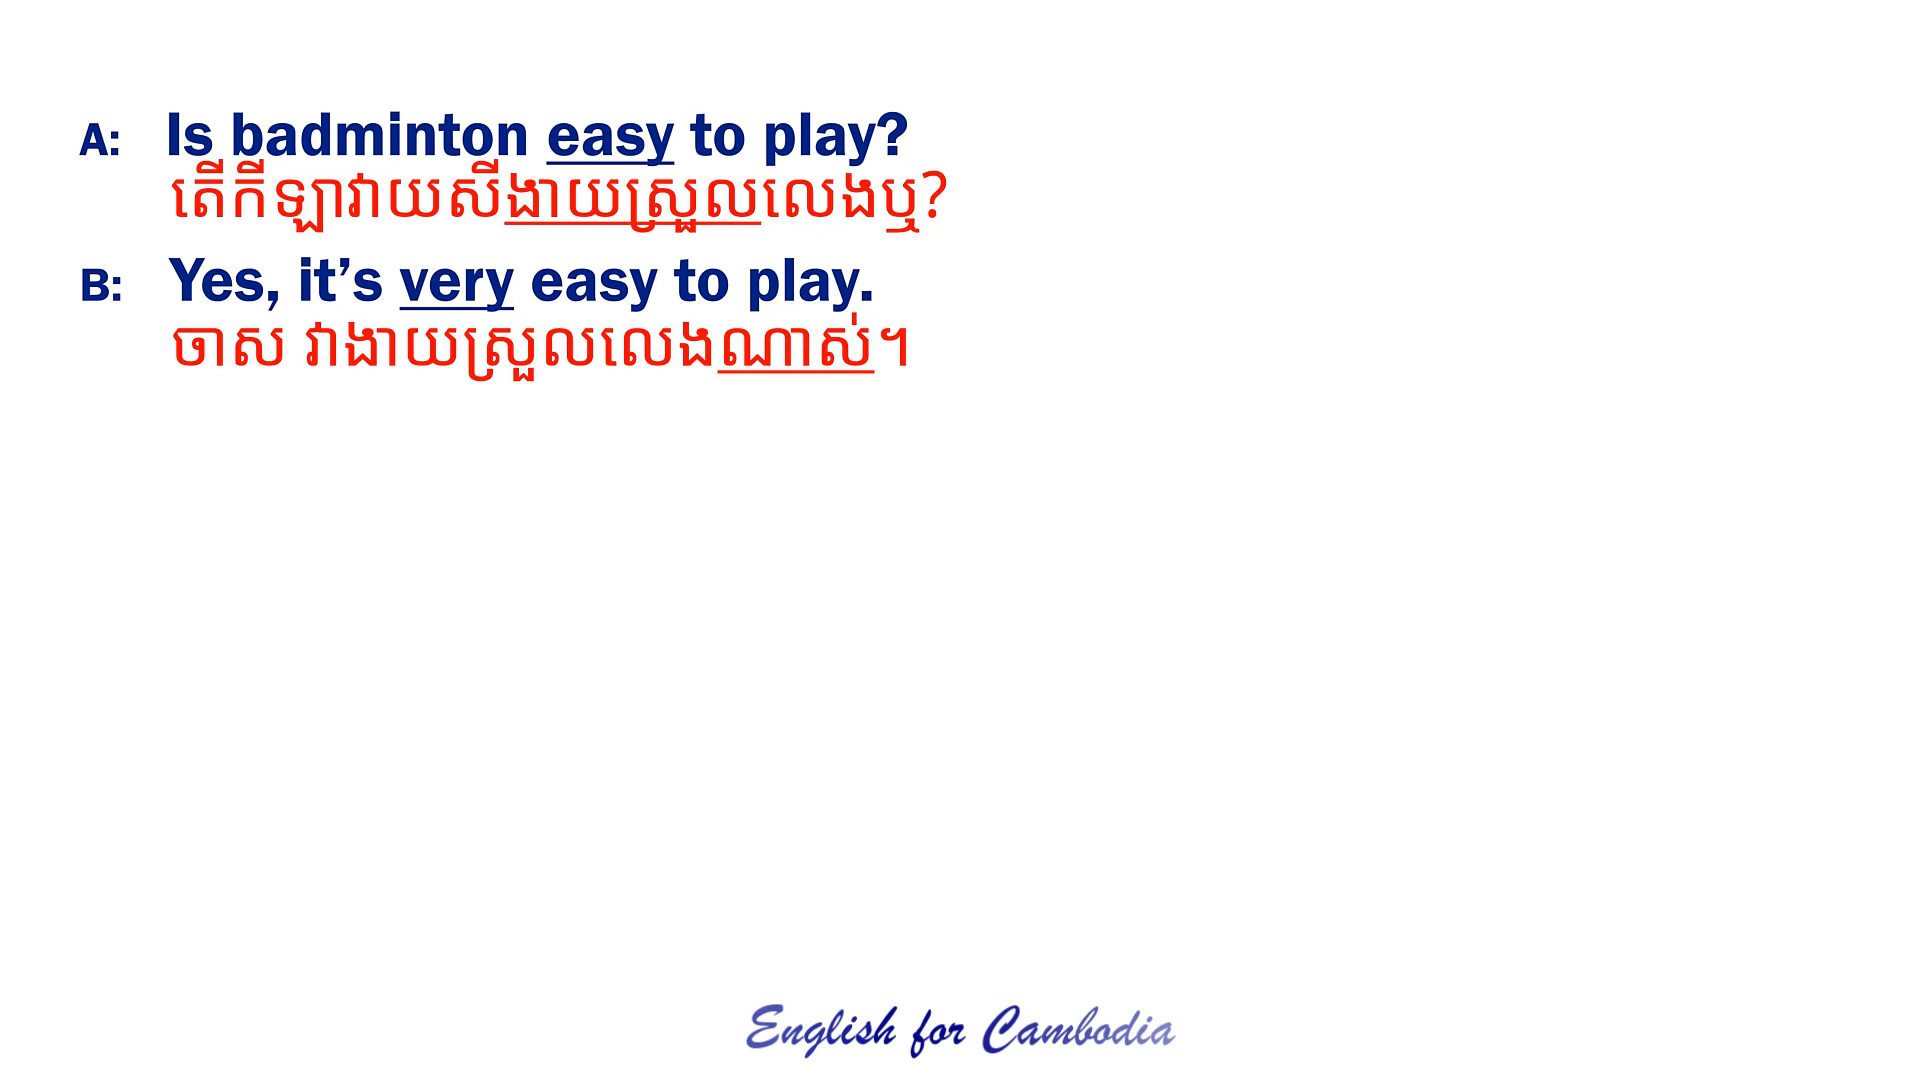 A: Is badminton easy to play?
តើកីឡាវាយសីងាយស្រួលលេងឬ?
B: Yes, it’s very easy to play.
ចាស វាងាយស្រួលលេងណាស់។
English for Cambodia